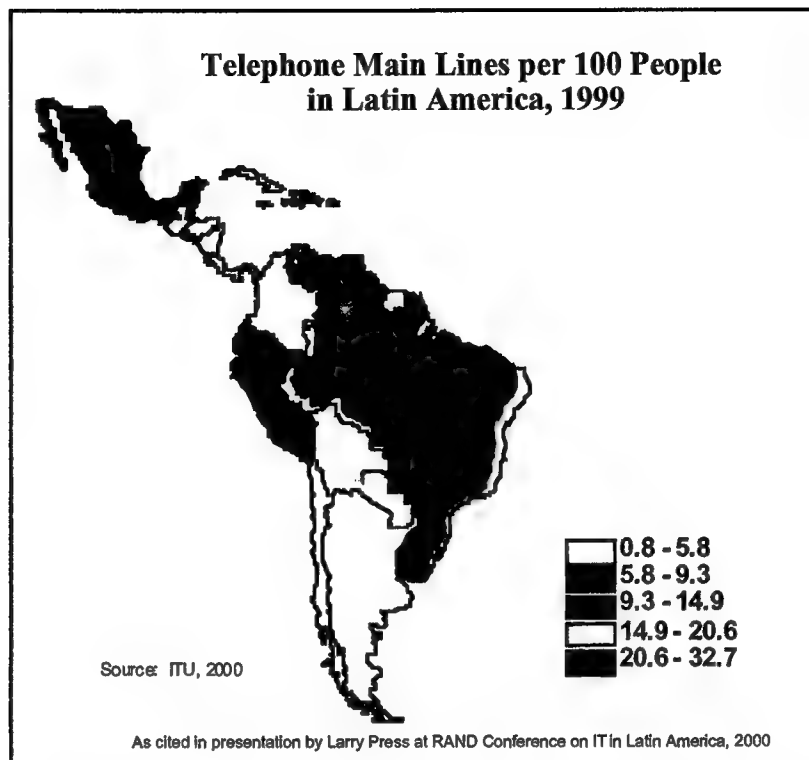 Telephone Main Lines per 100 People
in Latin America, 1999
0.8 - 5.8
5.8 - 9.3
9.3 - 14.9
14.9 - 20.6
20.6 - 32.7
Source: ITU, 2000
As cited in presentation by Larry Press at RAND Conference on IT in Latin America, 2000